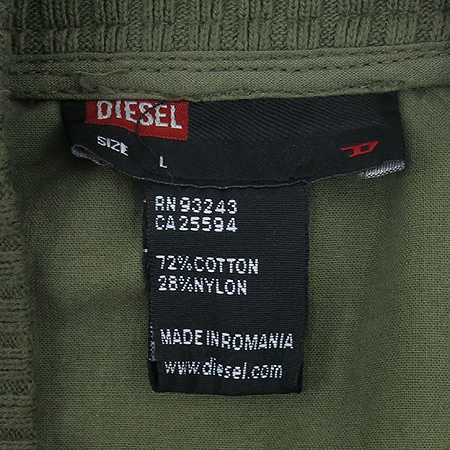 DIESEL
SIZE L
D
RN 93243
CA 25594
72%COTTON
28%NYLON
MADE IN ROMANIA
www.diesel.com